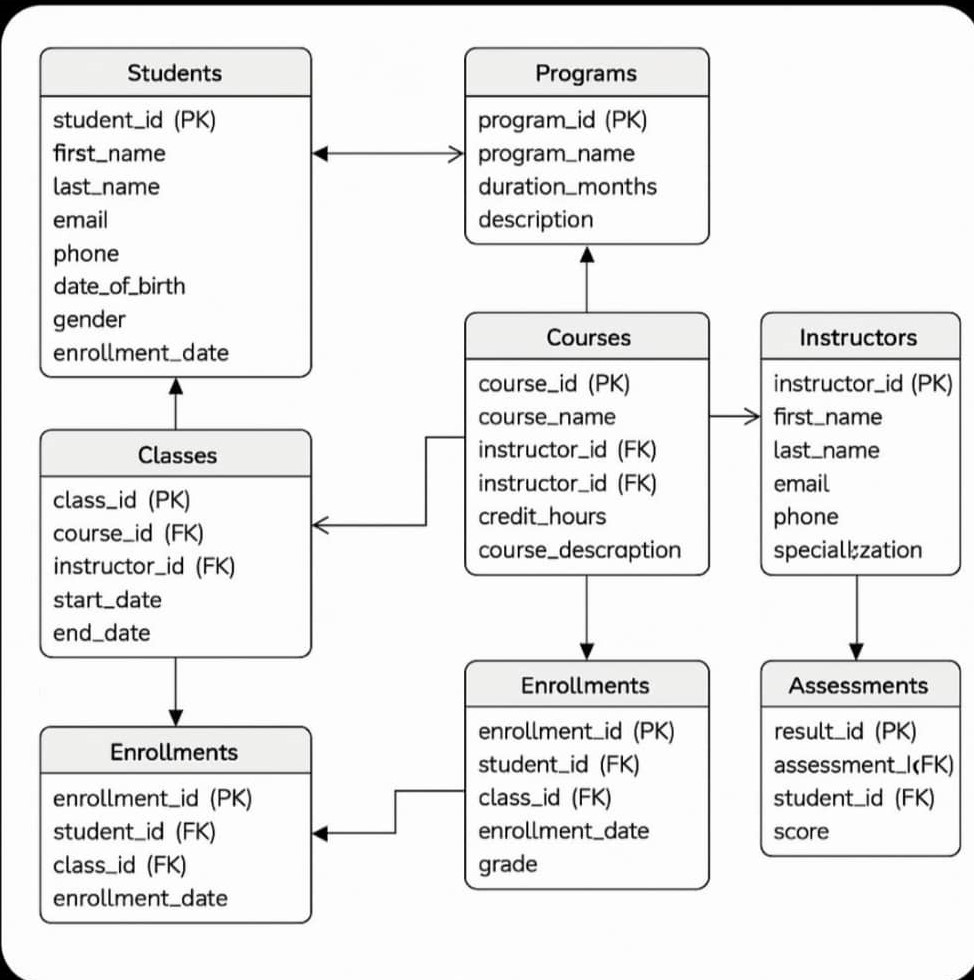 Students
student_id (PK)
first_name
last_name
email
phone
date_of_birth
gender
enrollment_date
Programs
program_id (PK)
program_name
duration_months
description
Courses
course_id (PK)
course_name
instructor_id (FK)
instructor_id (FK)
credit_hours
course_descraption
Instructors
instructor_id (PK)
first_name
last_name
email
phone
Classes
class_id (PK)
course_id (FK)
instructor_id (FK)
start_date
end_date
Enrollments
enrollment_id (PK)
student_id (FK)
class_id (FK)
enrollment_date
Enrollments
enrollment_id (PK)
student_id (FK)
class_id (FK)
enrollment_date
grade
Assessments
result_id (PK)
(FK)
student_id (FK)
score